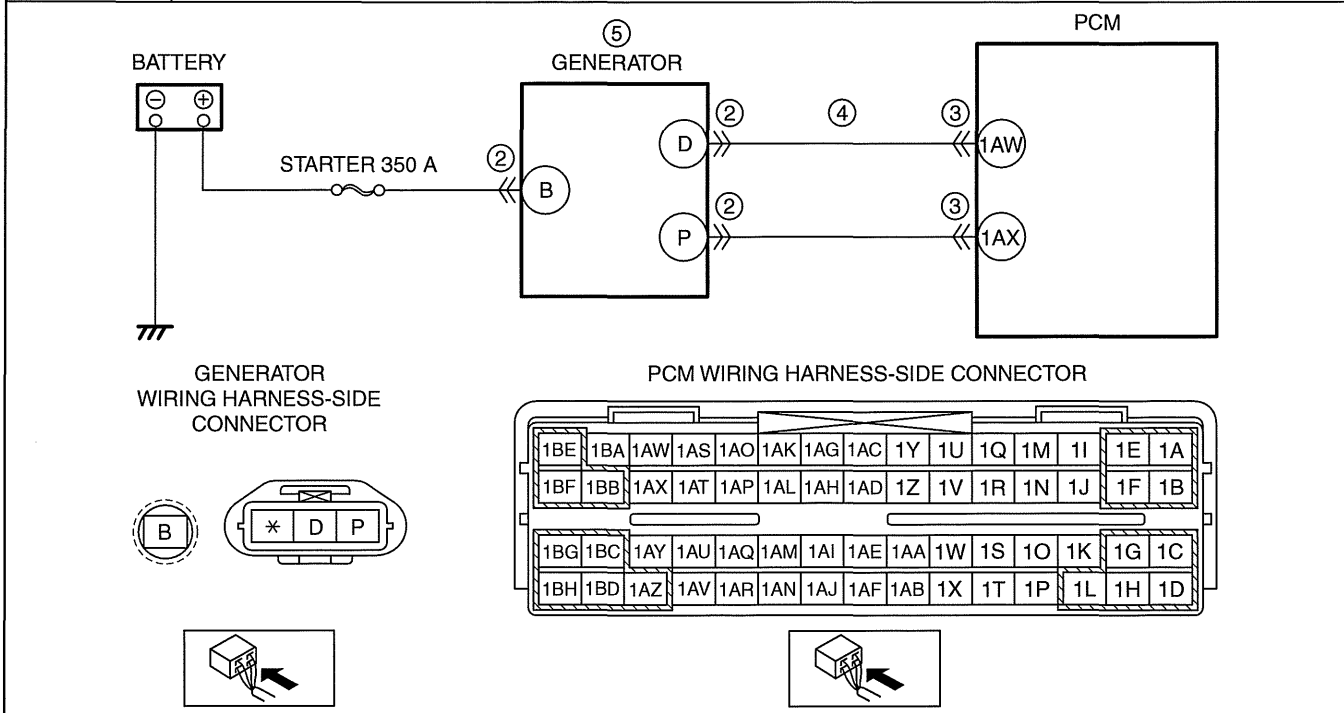 PCM
⑤
BATTERY
GENERATOR
⊖ ⊕
② ④ ③
D 1AW
STARTER 350 A ②
B
② ③
P 1AX
GENERATOR
WIRING HARNESS-SIDE
CONNECTOR
PCM WIRING HARNESS-SIDE CONNECTOR
1BE 1BA 1AW 1AS 1AO 1AK 1AG 1AC 1Y 1U 1Q 1M 1I 1E 1A
1BF 1BB 1AX 1AT 1AP 1AL 1AH 1AD 1Z 1V 1R 1N 1J 1F 1B
B * D P
1BG 1BC 1AY 1AU 1AQ 1AM 1AI 1AE 1AA 1W 1S 1O 1K 1G 1C
1BH 1BD 1AZ 1AV 1AR 1AN 1AJ 1AF 1AB 1X 1T 1P 1L 1H 1D